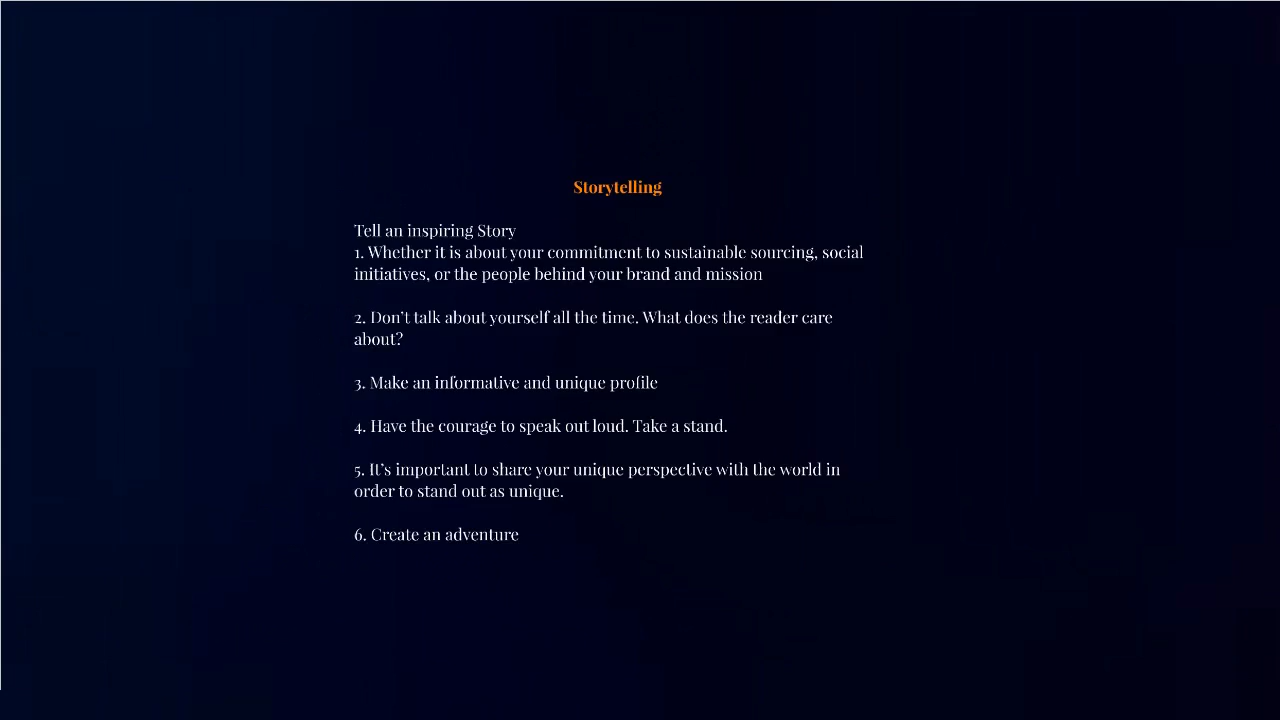 Storytelling
Tell an inspiring Story
1. Whether it is about your commitment to sustainable sourcing, social
initiatives, or the people behind your brand and mission
2. Don’t talk about yourself all the time. What does the reader care
about?
3. Make an informative and unique profile
4. Have the courage to speak out loud. Take a stand.
5. It’s important to share your unique perspective with the world in
order to stand out as unique.
6. Create an adventure